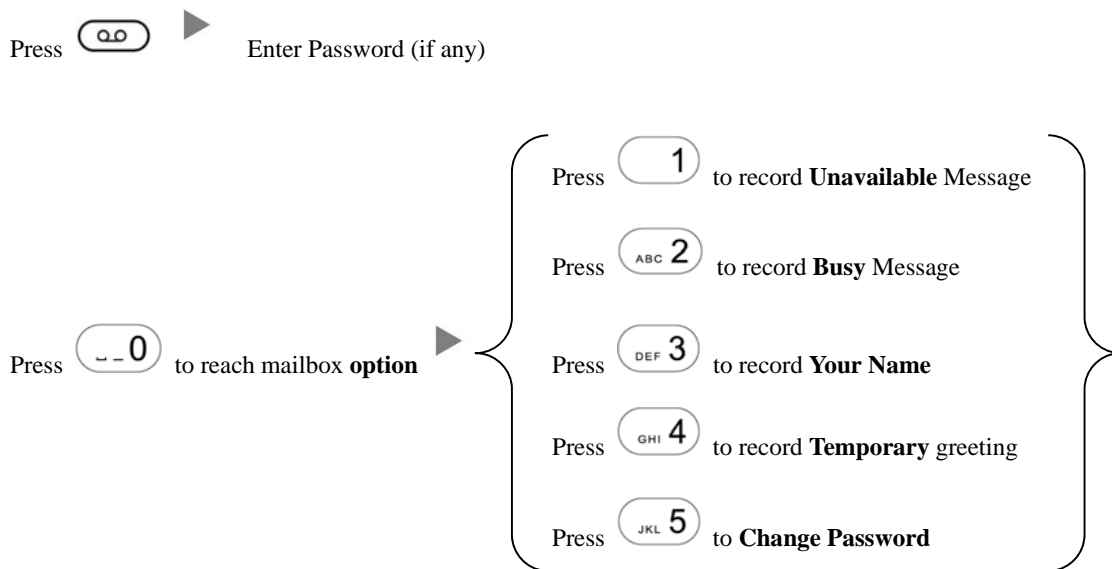 Press Enter Password (if any)
Press 1 to record Unavailable Message
Press ABC 2 to record Busy Message
Press _ 0 to reach mailbox option
Press DEF 3 to record Your Name
Press GHI 4 to record Temporary greeting
Press JKL 5 to Change Password